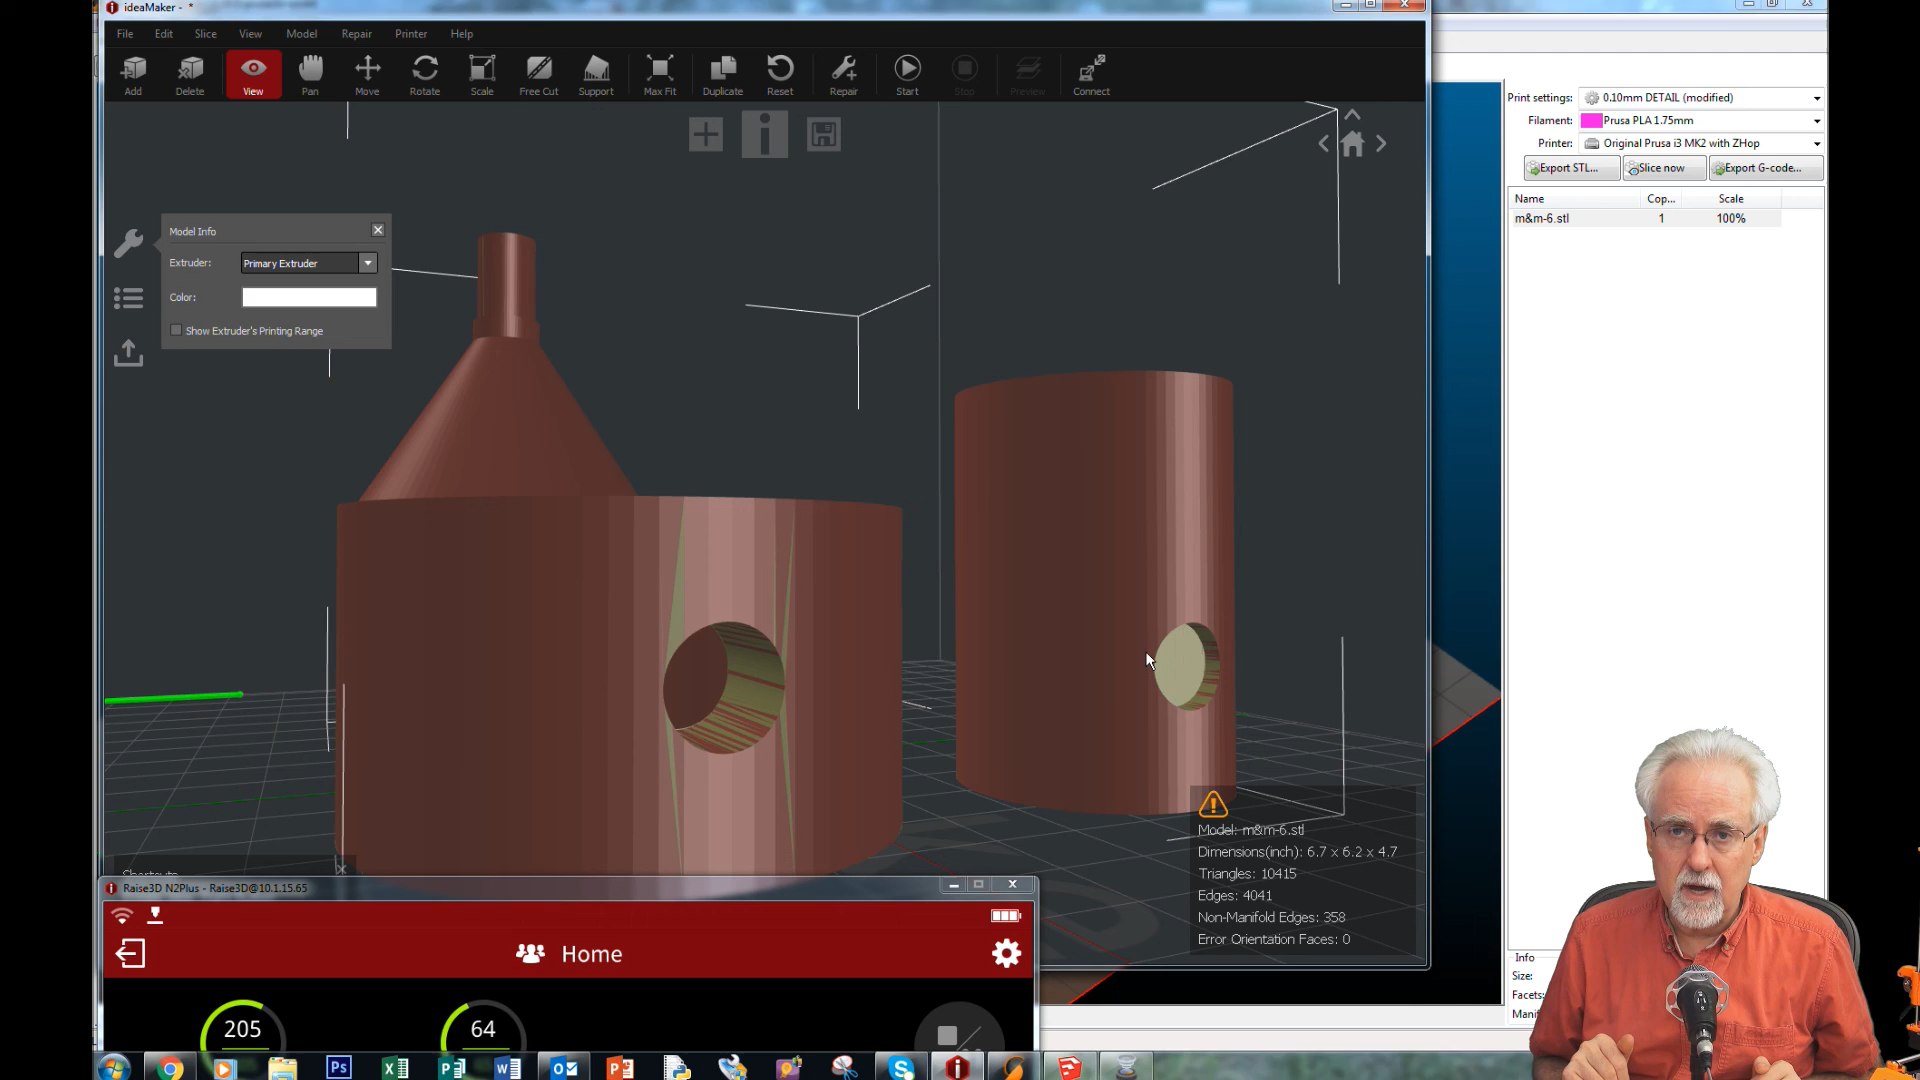 ideaMaker - *
File Edit Slice View Model Repair Printer Help
Add Delete View Pan Move Rotate Scale Free Cut Support Max Fit Duplicate Reset Repair Start Stop Preview Connect
Model Info
Extruder: Primary Extruder
Color:
Show Extruder's Printing Range
Print settings: 0.10mm DETAIL (modified)
Filament: Prusa PLA 1.75mm
Printer: Original Prusa i3 MK2 with ZHop
Export STL... Slice now Export G-code...
Name Cop... Scale
m&m-6.stl 1 100%
Model: m&m-6.stl
Dimensions(inch): 6.7 x 6.2 x 4.7
Triangles: 10415
Edges: 4041
Non-Manifold Edges: 358
Error Orientation Faces: 0
Shortcuts
Raise3D N2Plus - Raise3D@10.1.15.65
Home
205 64
Info
Size:
Facets:
Manif
Ps